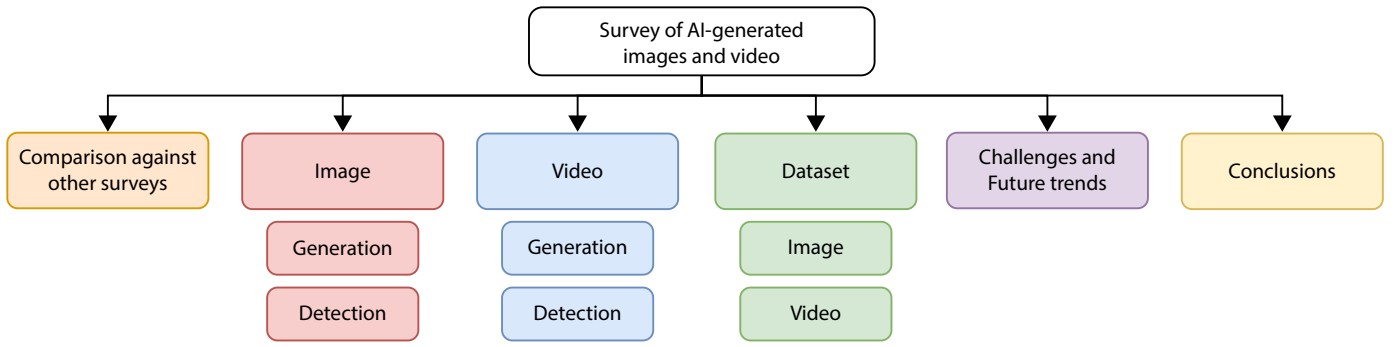 Survey of AI-generated
images and video
Comparison against
other surveys
Image
Generation
Detection
Video
Generation
Detection
Dataset
Image
Video
Challenges and
Future trends
Conclusions